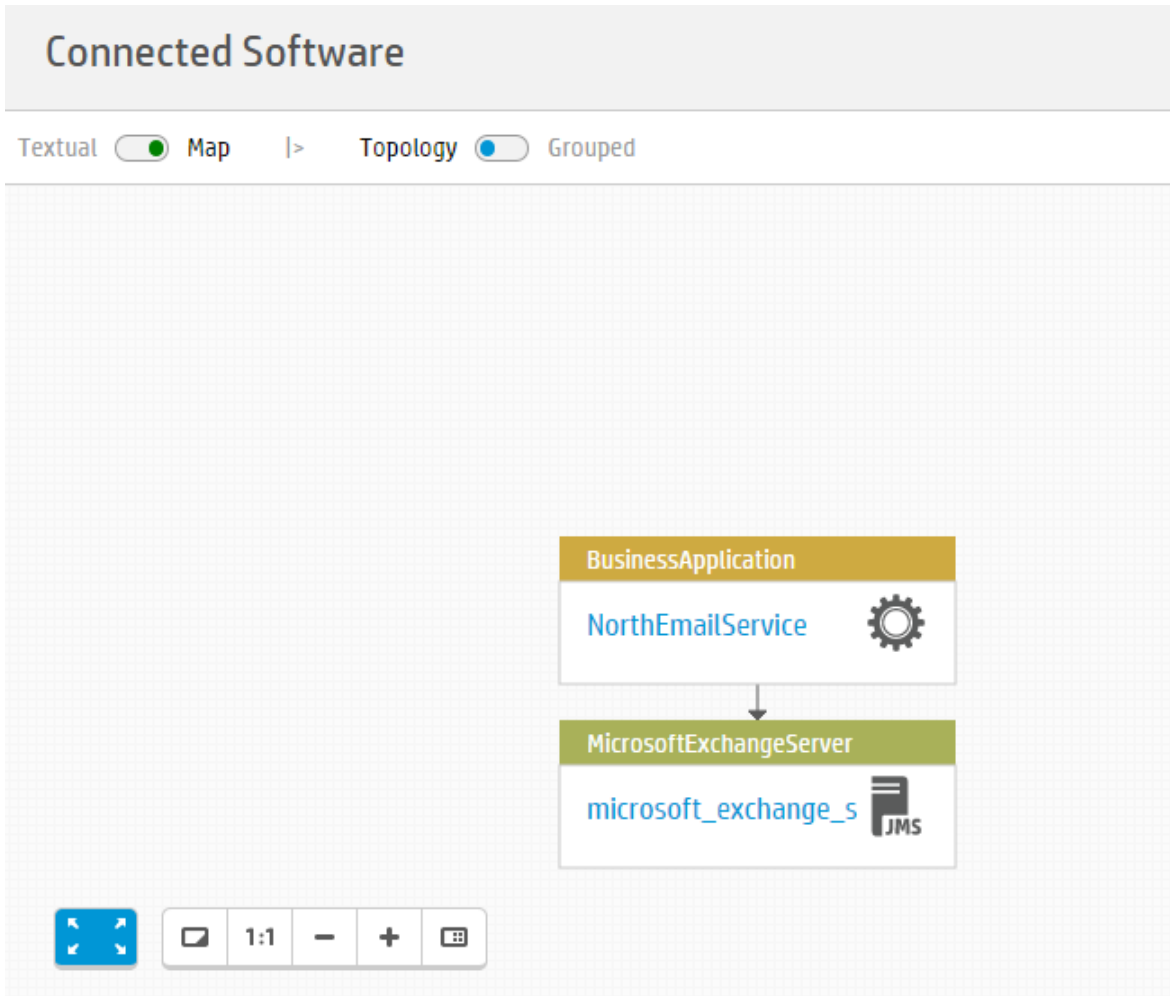 Connected Software
Textual Map |> Topology Grouped
BusinessApplication
NorthEmailService
MicrosoftExchangeServer
microsoft_exchange_s
JMS
1:1 − +